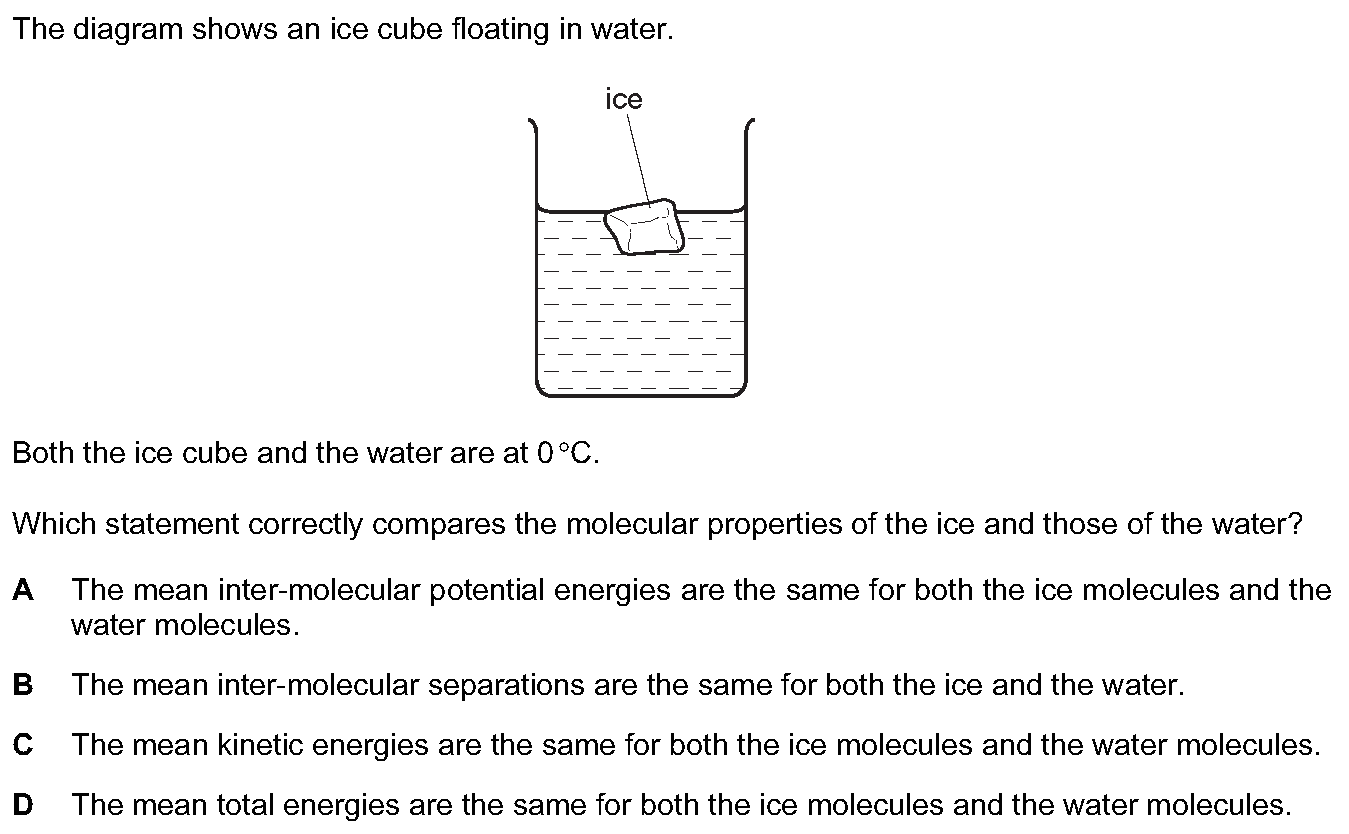 The diagram shows an ice cube floating in water.
ice
Both the ice cube and the water are at 0 °C.
Which statement correctly compares the molecular properties of the ice and those of the water?
A The mean inter-molecular potential energies are the same for both the ice molecules and the
water molecules.
B The mean inter-molecular separations are the same for both the ice and the water.
C The mean kinetic energies are the same for both the ice molecules and the water molecules.
D The mean total energies are the same for both the ice molecules and the water molecules.